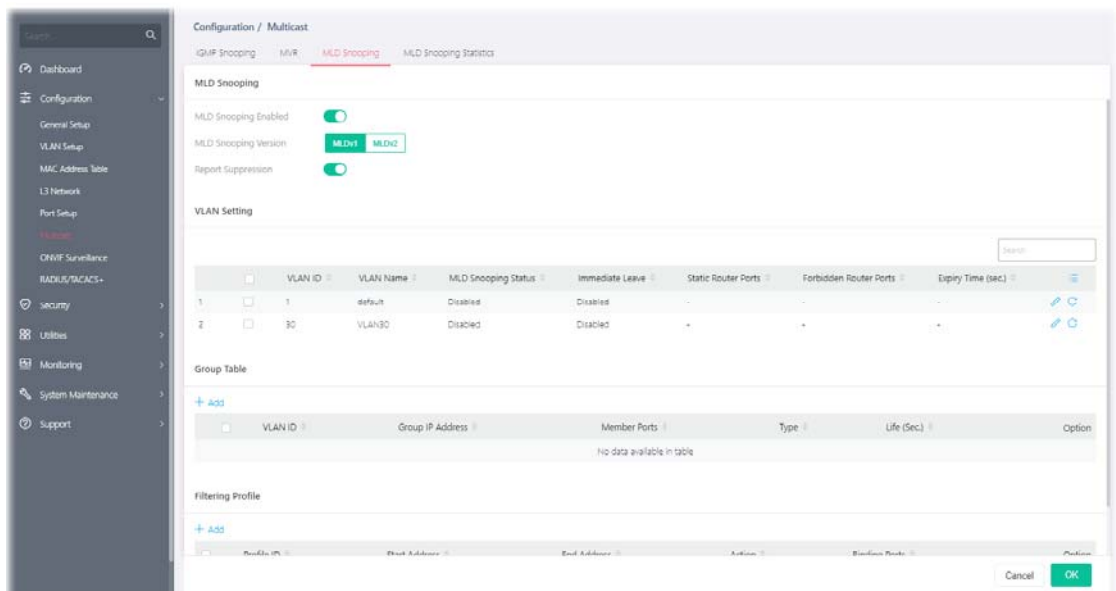 Search...
Dashboard
Configuration
General Setup
VLAN Setup
MAC Address Table
L3 Network
Port Setup
Multicast
ONVIF Surveillance
RADIUS/TACACS+
Security
Utilities
Monitoring
System Maintenance
Support
Configuration / Multicast
IGMP Snooping MVR MLD Snooping MLD Snooping Statistics
MLD Snooping
MLD Snooping Enabled
MLD Snooping Version MLDv1 MLDv2
Report Suppression
VLAN Setting
Search
VLAN ID VLAN Name MLD Snooping Status Immediate Leave Static Router Ports Forbidden Router Ports Expiry Time (sec.)
1 1 default Disabled Disabled - - -
2 30 VLAN30 Disabled Disabled - - -
Group Table
+ Add
VLAN ID Group IP Address Member Ports Type Life (Sec.) Option
No data available in table
Filtering Profile
+ Add
Profile ID Start Address End Address Action Binding Ports Option
Cancel OK